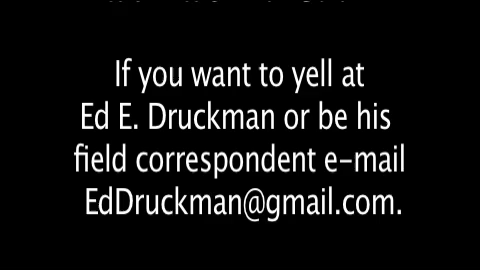 If you want to yell at
Ed E. Druckman or be his
field correspondent e-mail
EdDruckman@gmail.com.